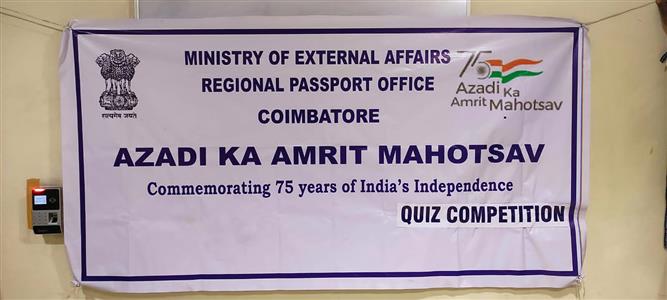 MINISTRY OF EXTERNAL AFFAIRS
REGIONAL PASSPORT OFFICE
COIMBATORE
75
Azadi Ka
Amrit Mahotsav
सत्यमेव जयते
AZADI KA AMRIT MAHOTSAV
Commemorating 75 years of India's Independence
QUIZ COMPETITION